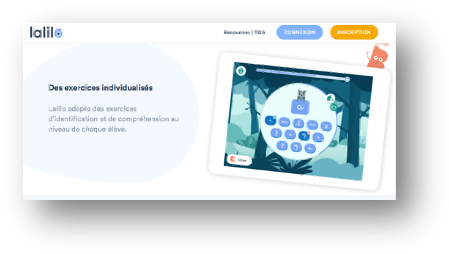 lalilo
Ressources | Tarifs
CONNEXION
INSCRIPTION
Des exercices individualisés
Lalilo adapte des exercices
d'identification et de compréhension au
niveau de chaque élève.